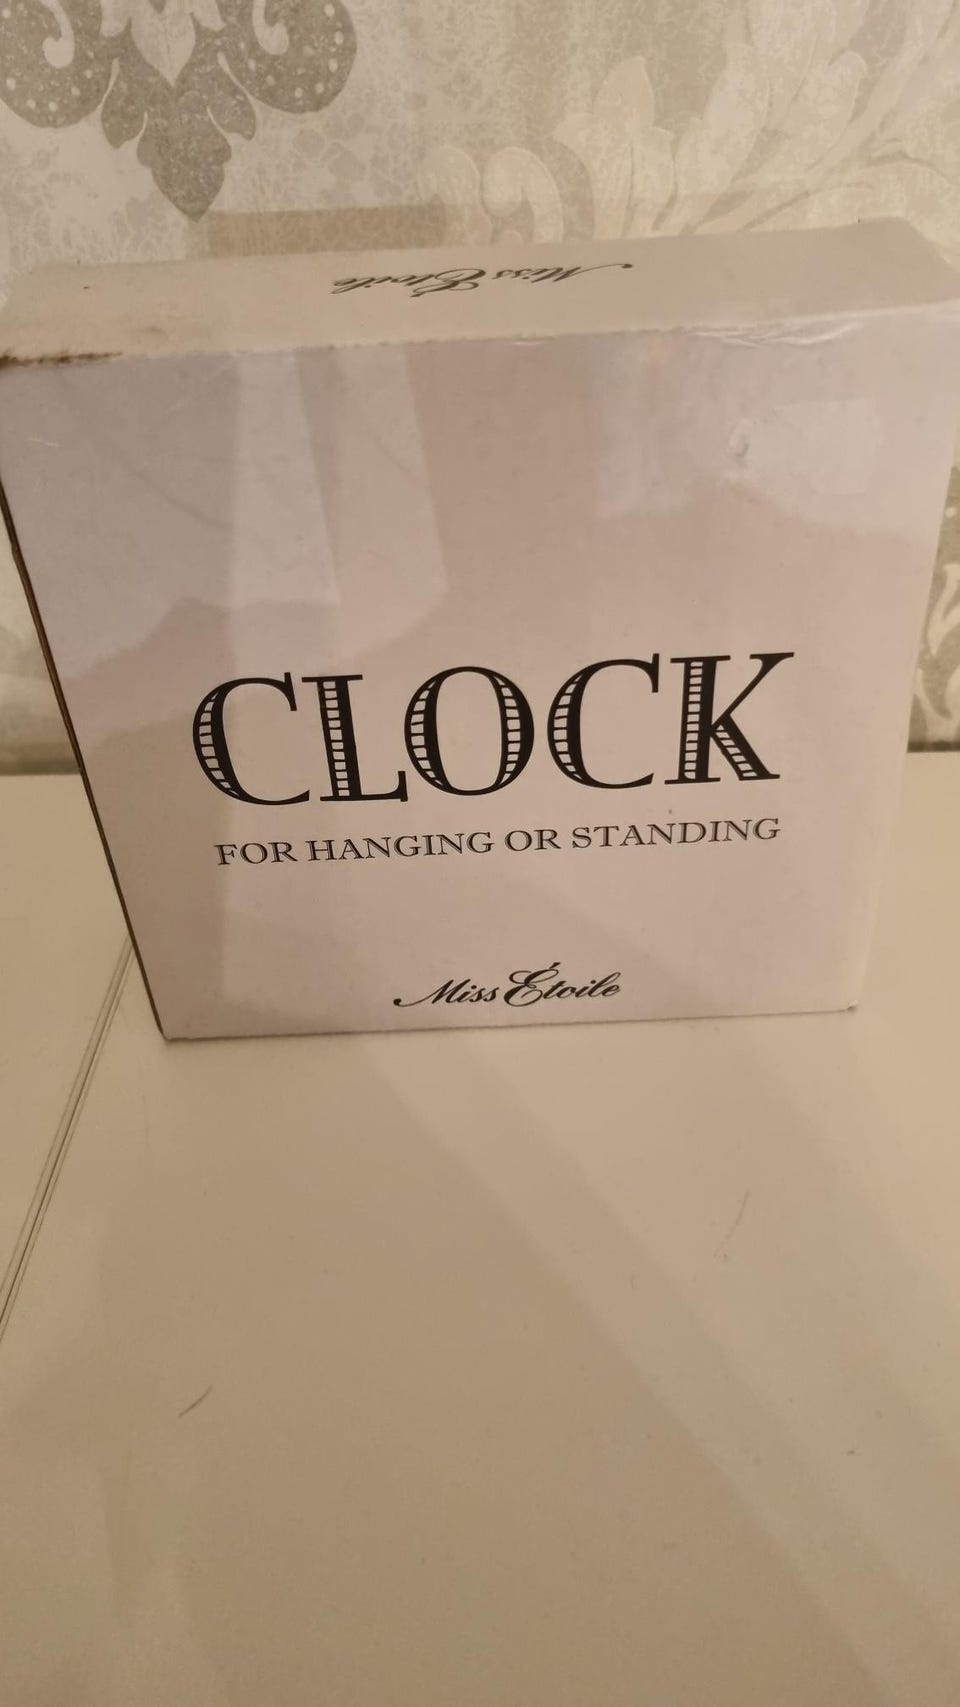 Miss Étoile
CLOCK
FOR HANGING OR STANDING
Miss Étoile